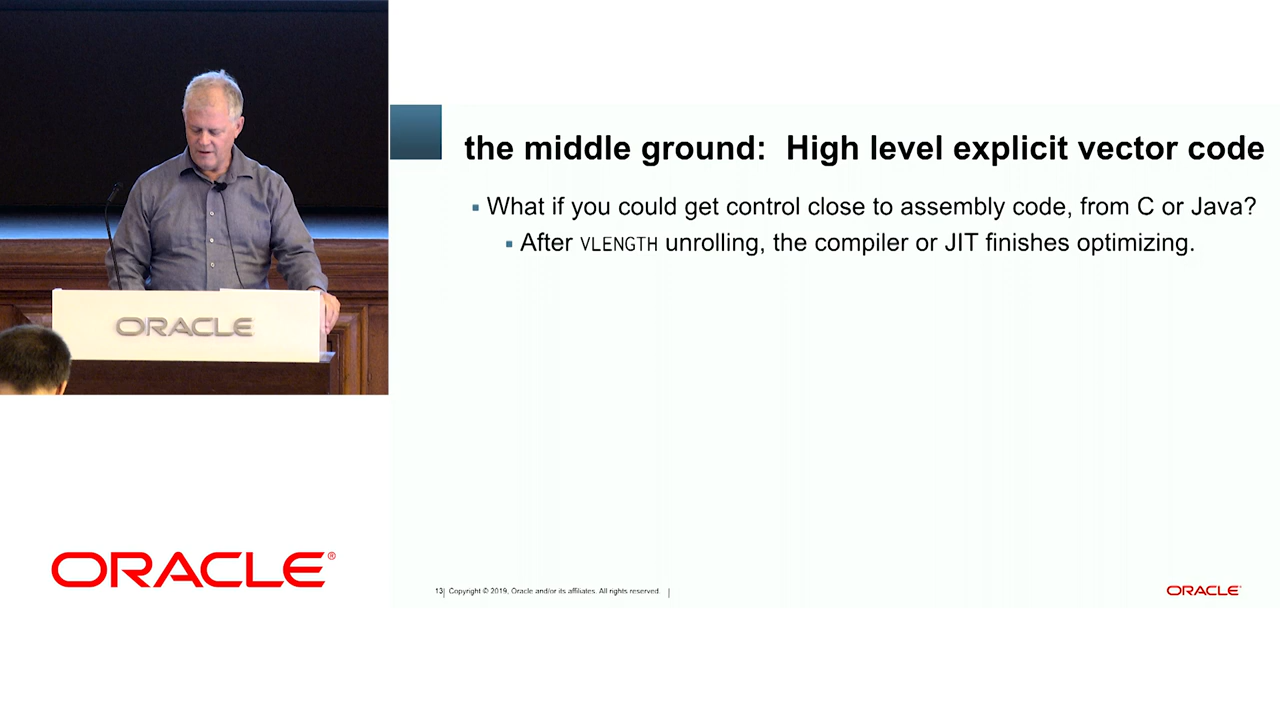 ORACLE
ORACLE®
the middle ground: High level explicit vector code
▪ What if you could get control close to assembly code, from C or Java?
▪ After VLENGTH unrolling, the compiler or JIT finishes optimizing.
13| Copyright © 2019, Oracle and/or its affiliates. All rights reserved. |
ORACLE®